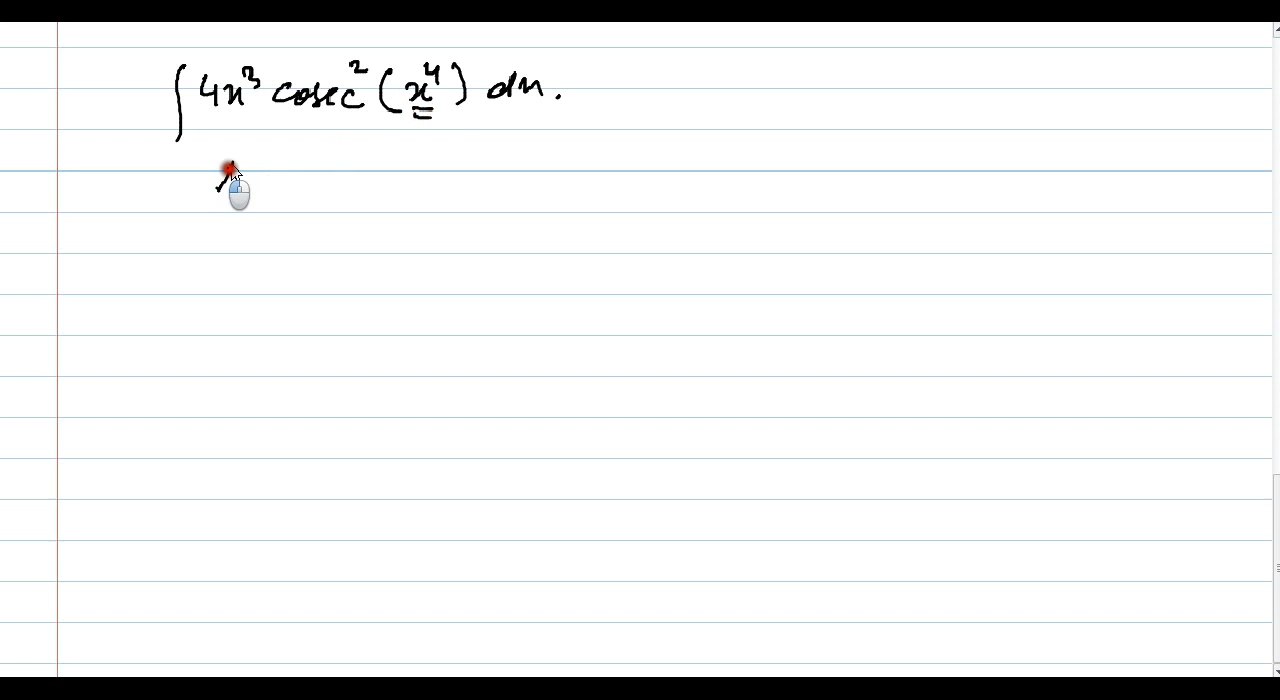 ∫ 4x³ cosec² (x⁴) dx.